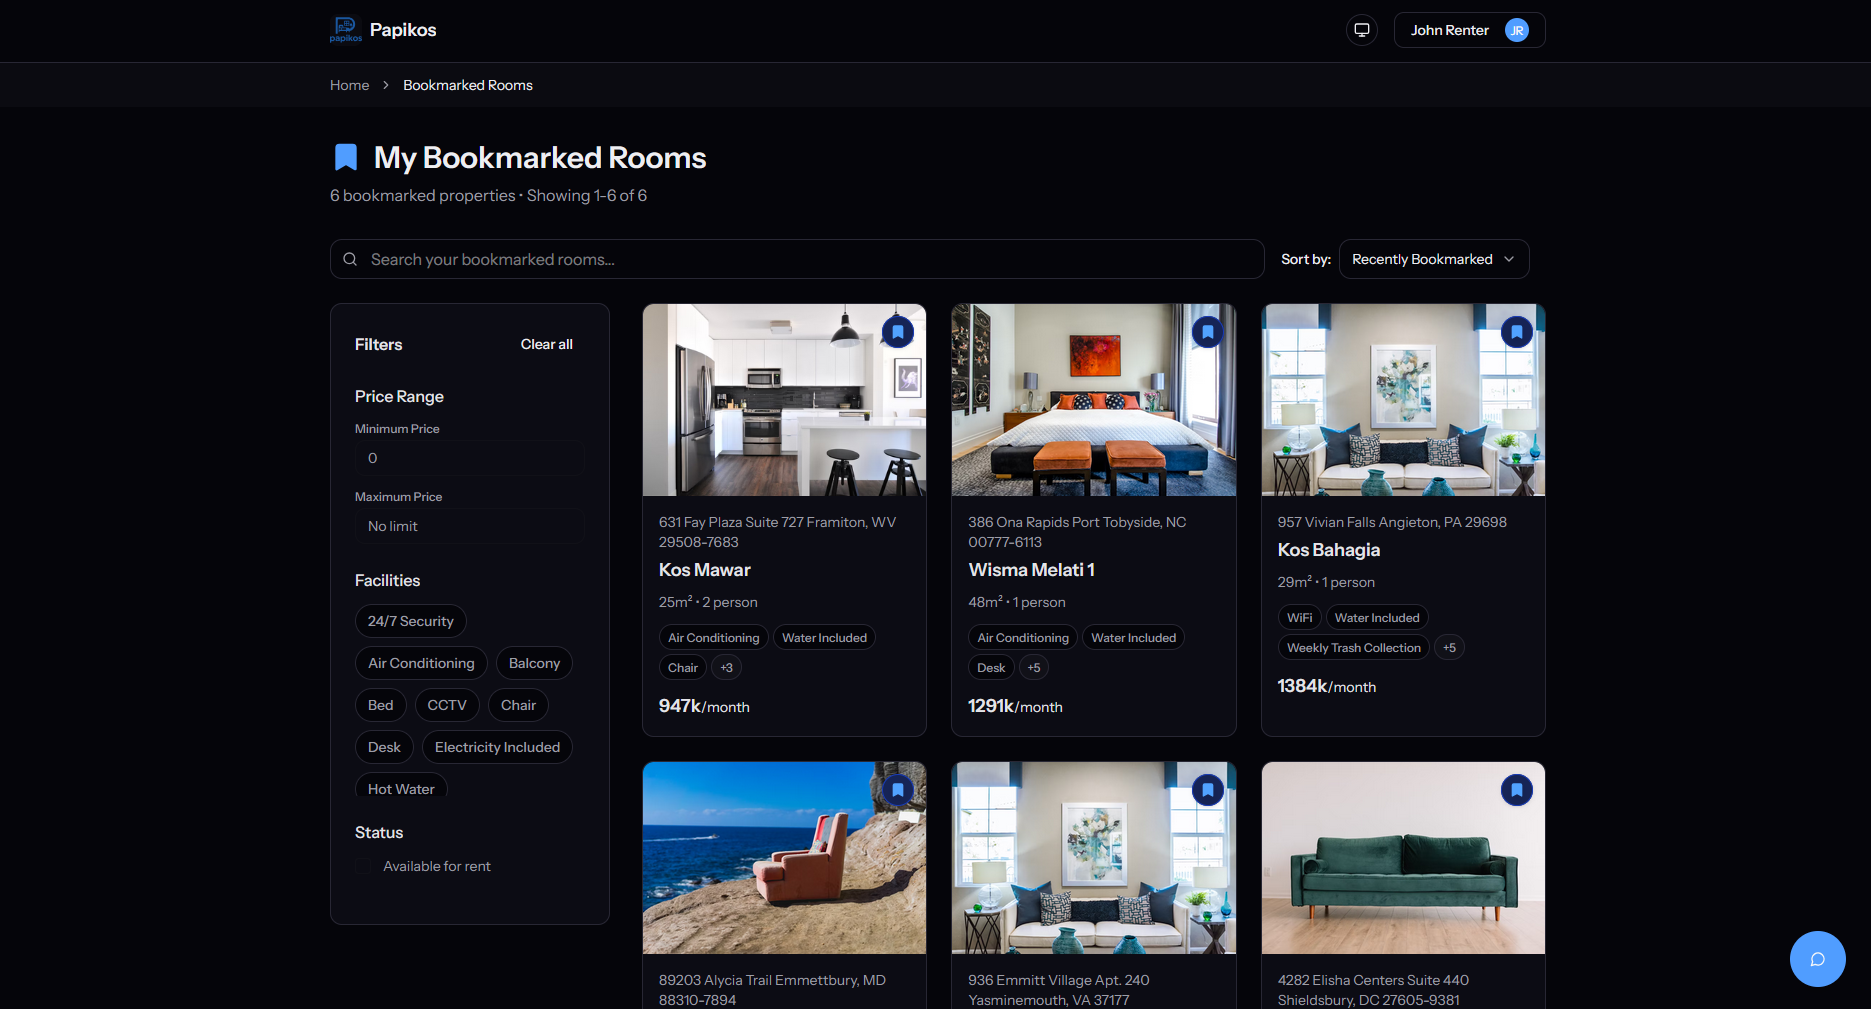 papikos
Papikos
John Renter
JR
Home
Bookmarked Rooms
My Bookmarked Rooms
6 bookmarked properties • Showing 1-6 of 6
Search your bookmarked rooms...
Sort by:
Recently Bookmarked
Filters
Clear all
Price Range
Minimum Price
0
Maximum Price
No limit
Facilities
24/7 Security
Air Conditioning
Balcony
Bed
CCTV
Chair
Desk
Electricity Included
Hot Water
Status
Available for rent
631 Fay Plaza Suite 727 Framiton, WV
29508-7683
Kos Mawar
25m² • 2 person
Air Conditioning
Water Included
Chair
+3
947k/month
386 Ona Rapids Port Tobyside, NC
00777-6113
Wisma Melati 1
48m² • 1 person
Air Conditioning
Water Included
Desk
+5
1291k/month
957 Vivian Falls Angieton, PA 29698
Kos Bahagia
29m² • 1 person
WiFi
Water Included
Weekly Trash Collection
+5
1384k/month
89203 Alycia Trail Emmettbury, MD
88310-7894
936 Emmitt Village Apt. 240
Yasminemouth, VA 37177
4282 Elisha Centers Suite 440
Shieldsbury, DC 27605-9381